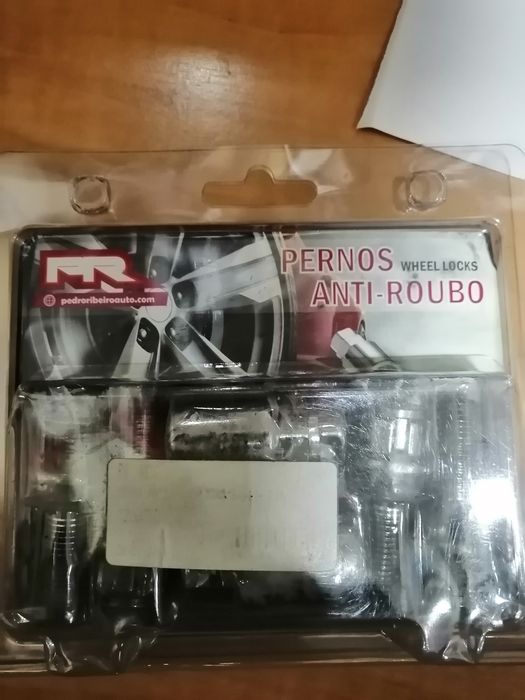 PR
pedroribeiroauto.com
PERNOS WHEEL LOCKS
ANTI-ROUBO